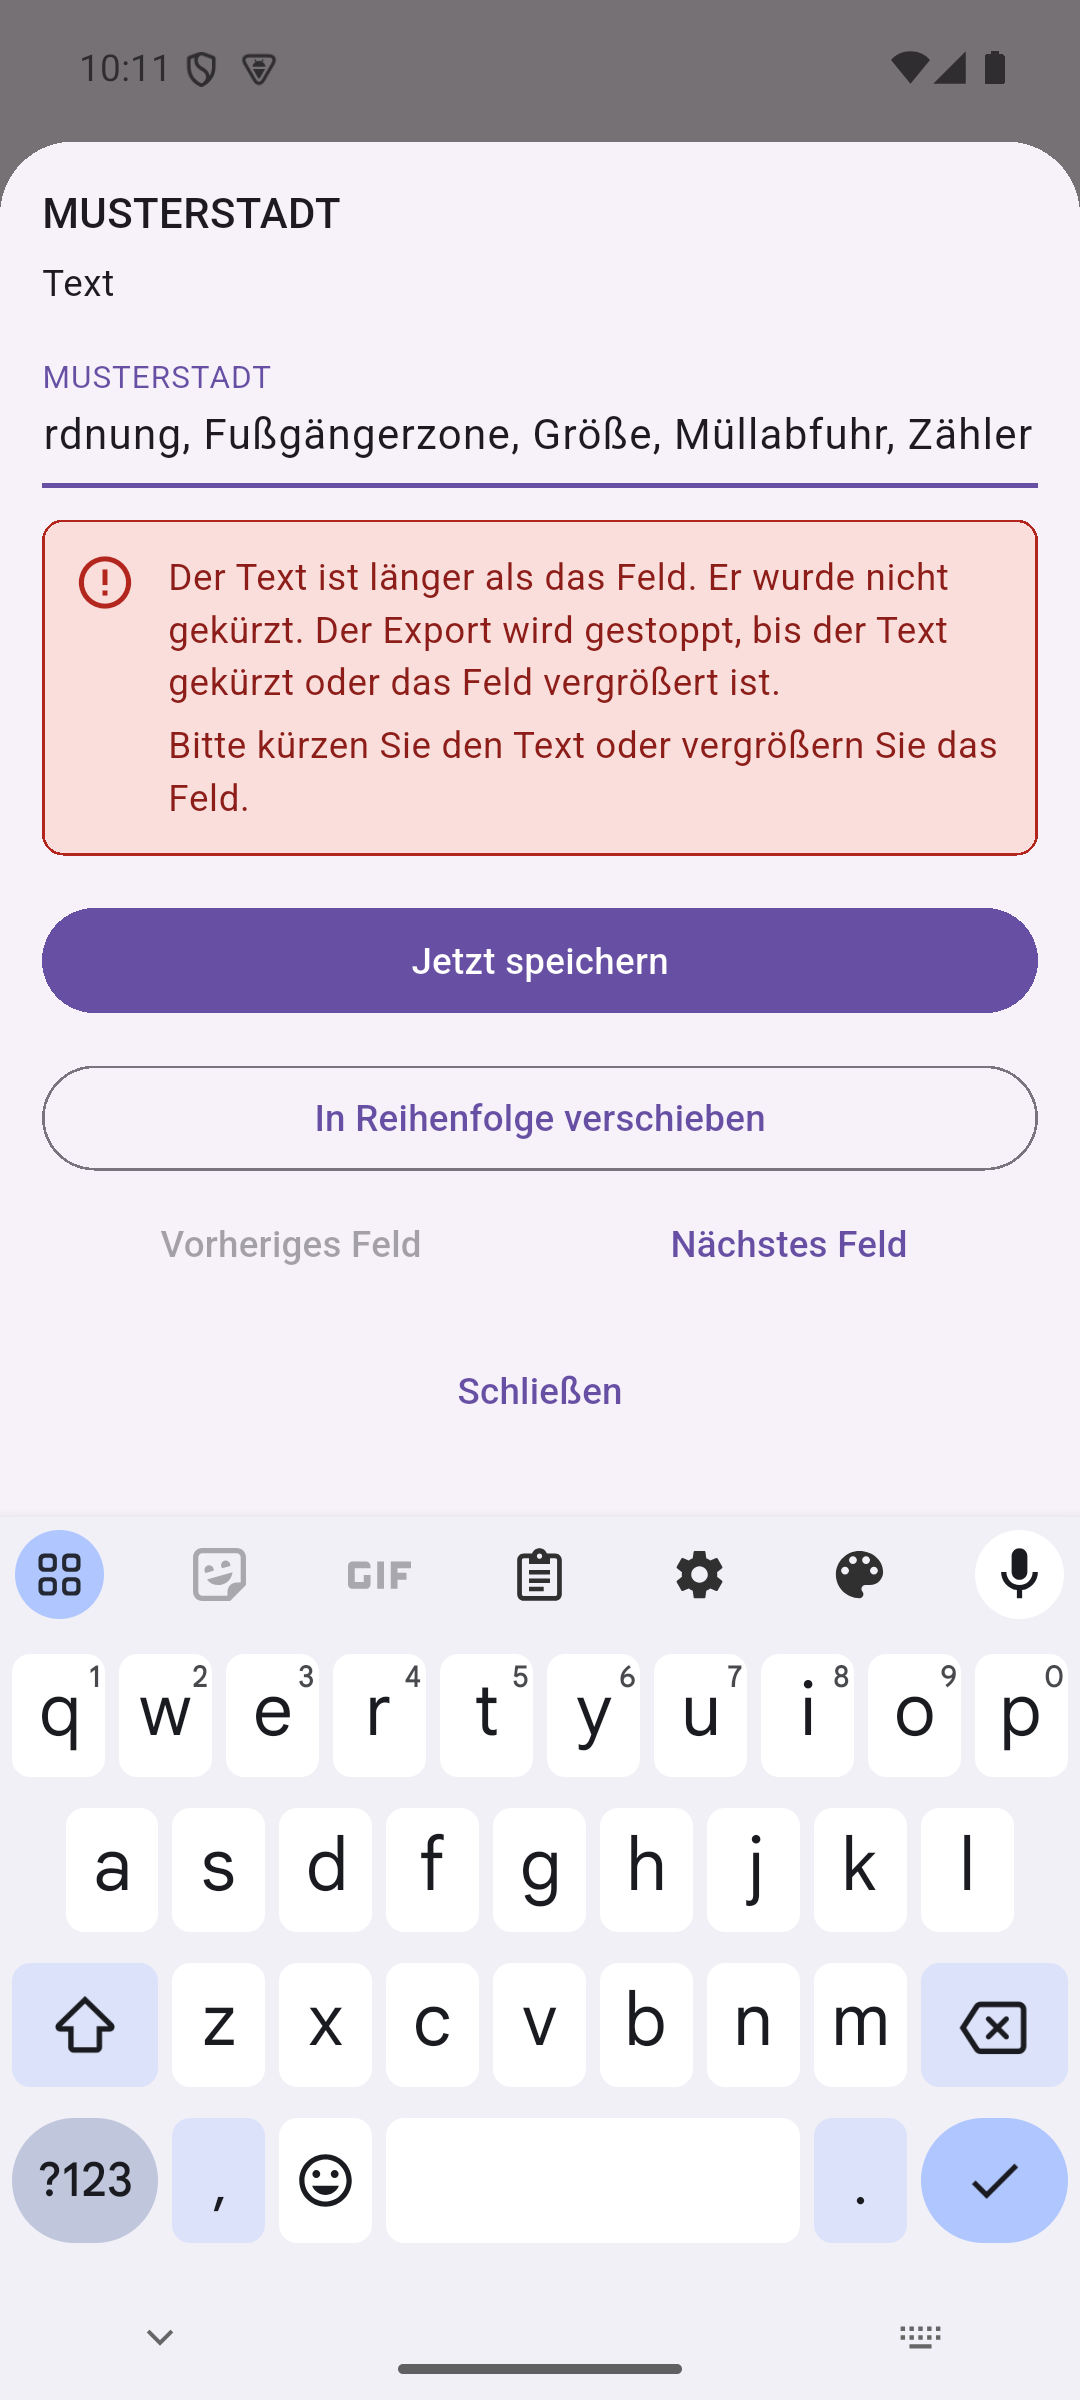 10:11
MUSTERSTADT
Text
MUSTERSTADT
rdnung, Fußgängerzone, Größe, Müllabfuhr, Zähler
Der Text ist länger als das Feld. Er wurde nicht
gekürzt. Der Export wird gestoppt, bis der Text
gekürzt oder das Feld vergrößert ist.
Bitte kürzen Sie den Text oder vergrößern Sie das
Feld.
Jetzt speichern
In Reihenfolge verschieben
Vorheriges Feld Nächstes Feld
Schließen
GIF
q 1 w 2 e 3 r 4 t 5 y 6 u 7 i 8 o 9 p 0
a s d f g h j k l
z x c v b n m
?123 , .